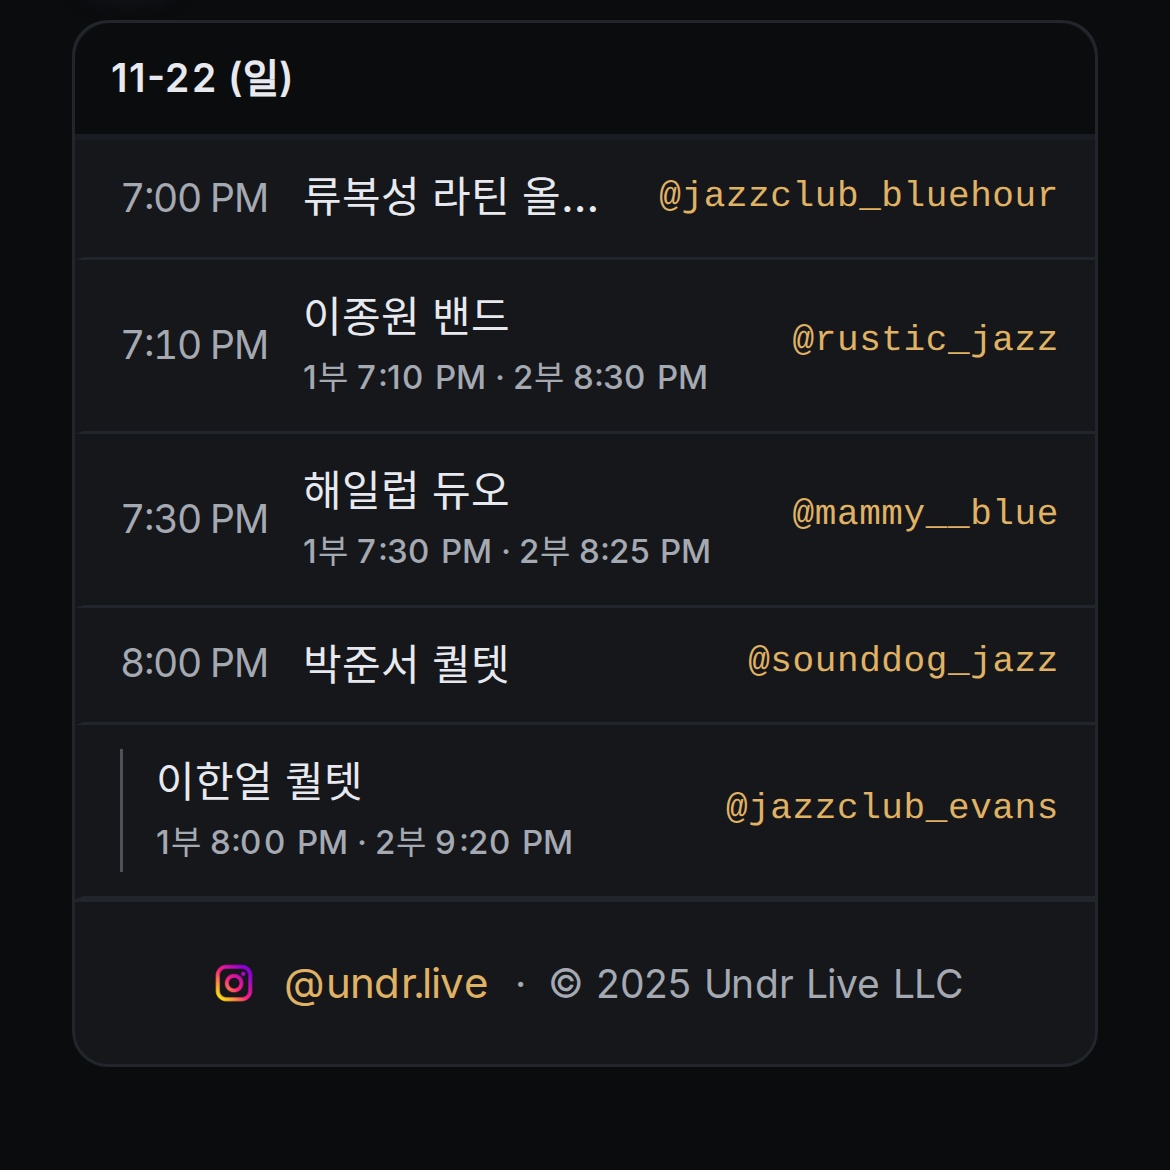 11-22 (일)
7:00 PM 류복성 라틴 올... @jazzclub_bluehour
7:10 PM 이종원 밴드 @rustic_jazz
1부 7:10 PM · 2부 8:30 PM
7:30 PM 해일럽 듀오 @mammy__blue
1부 7:30 PM · 2부 8:25 PM
8:00 PM 박준서 퀄텟 @sounddog_jazz
이한얼 퀄텟 @jazzclub_evans
1부 8:00 PM · 2부 9:20 PM
@undr.live · © 2025 Undr Live LLC